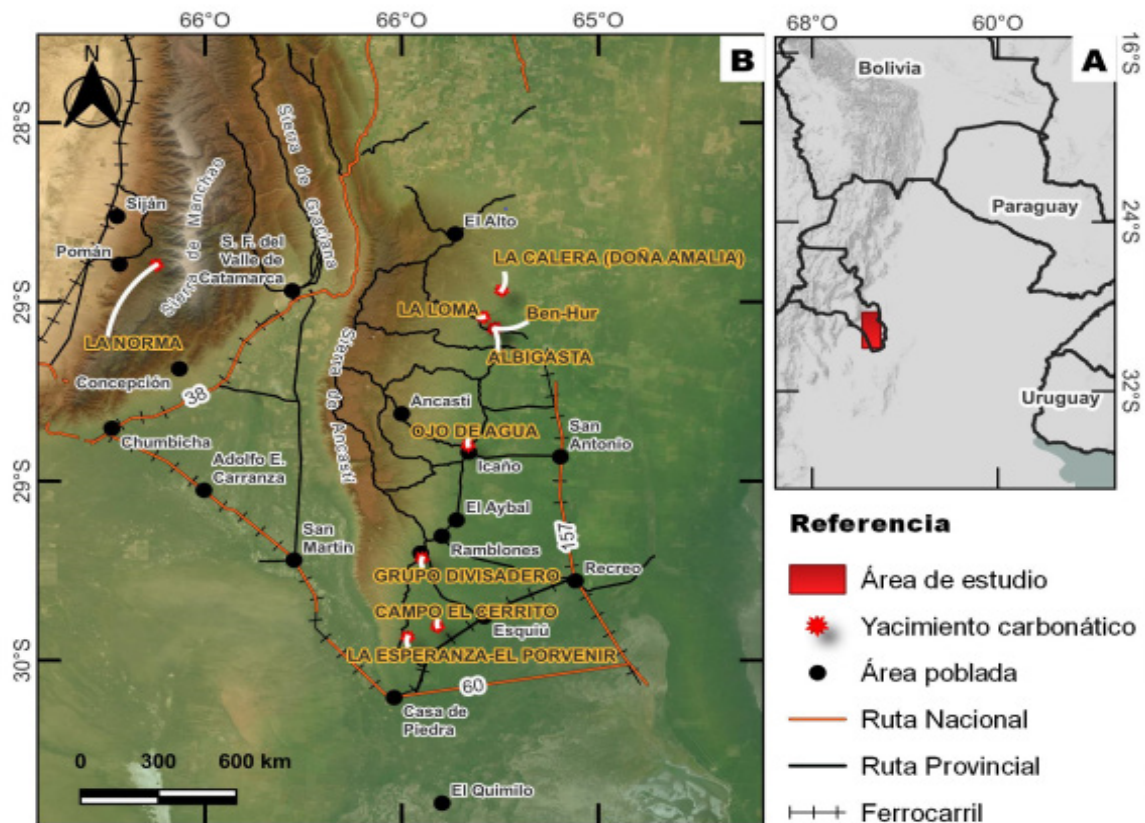 66°O
66°O
65°O
68°O
60°O
B
A
N
28°S
29°S
29°S
30°S
16°S
24°S
32°S
Bolivia
Paraguay
Uruguay
Siján
Pomán
Sierra de Manchao
Sierra de Graciana
S. F. del
Valle de
Catamarca
El Alto
LA CALERA (DOÑA AMALIA)
LA LOMA
Ben-Hur
ALBIGASTA
LA NORMA
Concepción
38
Sierra de Ancasti
Ancasti
OJO DE AGUA
San
Antonio
Icaño
Chumbicha
Adolfo E.
Carranza
El Aybal
San
Martin
Ramblones
157
GRUPO DIVISADERO
Recreo
CAMPO EL CERRITO
Esquiú
LA ESPERANZA-EL PORVENIR
60
Casa de
Piedra
0 300 600 km
El Quimilo
Referencia
Área de estudio
Yacimiento carbonático
Área poblada
Ruta Nacional
Ruta Provincial
Ferrocarril